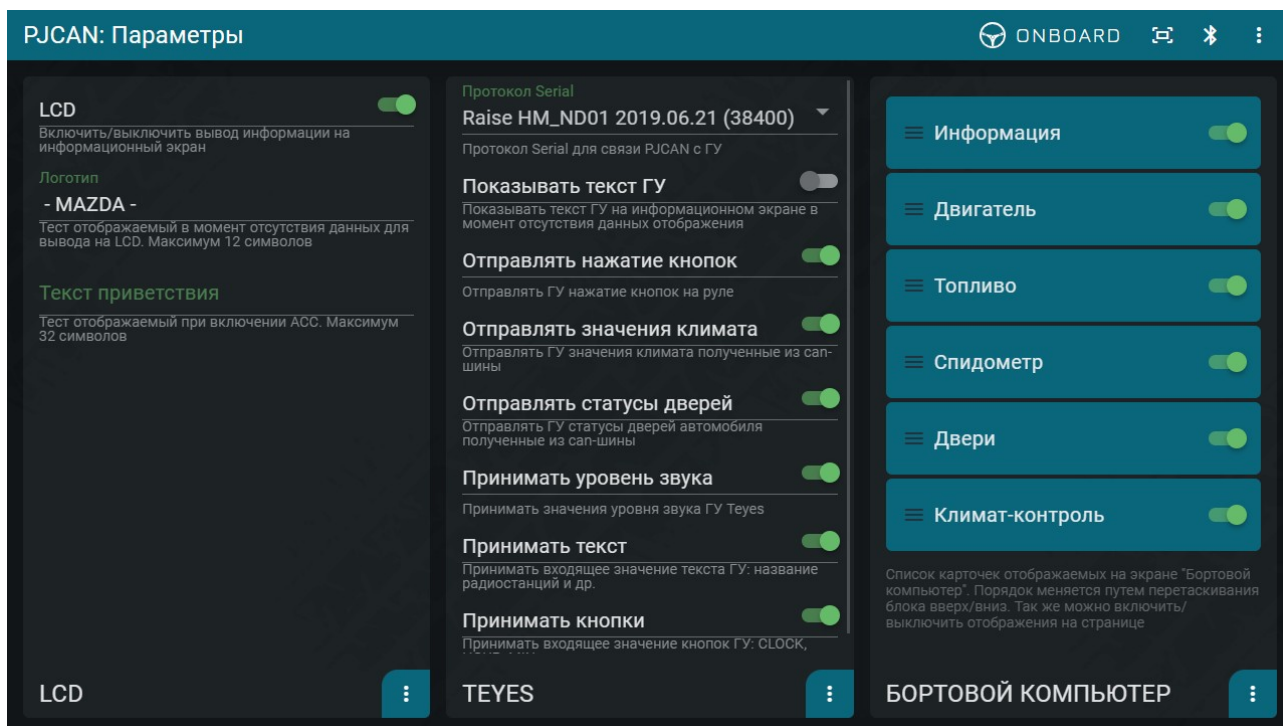 PJCAN: Параметры
ONBOARD
LCD
Включить/выключить вывод информации на
информационный экран
Логотип
- MAZDA -
Тест отображаемый в момент отсутствия данных для
вывода на LCD. Максимум 12 символов
Текст приветствия
Тест отображаемый при включении ACC. Максимум
32 символов
LCD
Протокол Serial
Raise HM_ND01 2019.06.21 (38400)
Протокол Serial для связи PJCAN с ГУ
Показывать текст ГУ
Показывать текст ГУ на информационном экране в
момент отсутствия данных отображения
Отправлять нажатие кнопок
Отправлять ГУ нажатие кнопок на руле
Отправлять значения климата
Отправлять ГУ значения климата полученные из can-
шины
Отправлять статусы дверей
Отправлять ГУ статусы дверей автомобиля
полученные из can-шины
Принимать уровень звука
Принимать значения уровня звука ГУ Teyes
Принимать текст
Принимать входящее значение текста ГУ: название
радиостанций и др.
Принимать кнопки
Принимать входящее значение кнопок ГУ: CLOCK,
TEYES
Информация
Двигатель
Топливо
Спидометр
Двери
Климат-контроль
Список карточек отображаемых на экране "Бортовой
компьютер". Порядок меняется путем перетаскивания
блока вверх/вниз. Так же можно включить/
выключить отображения на странице
БОРТОВОЙ КОМПЬЮТЕР